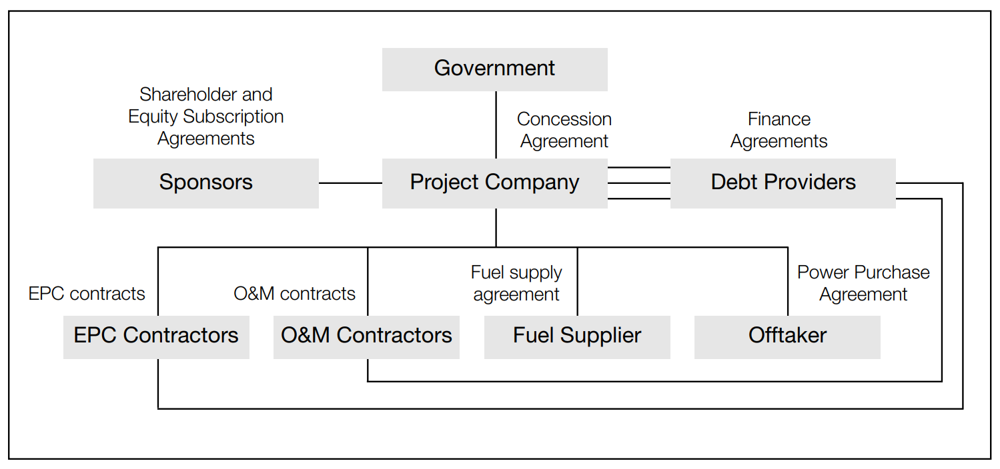 Government
Shareholder and
Equity Subscription
Agreements
Concession
Agreement
Finance
Agreements
Sponsors
Project Company
Debt Providers
EPC contracts
O&M contracts
Fuel supply
agreement
Power Purchase
Agreement
EPC Contractors
O&M Contractors
Fuel Supplier
Offtaker